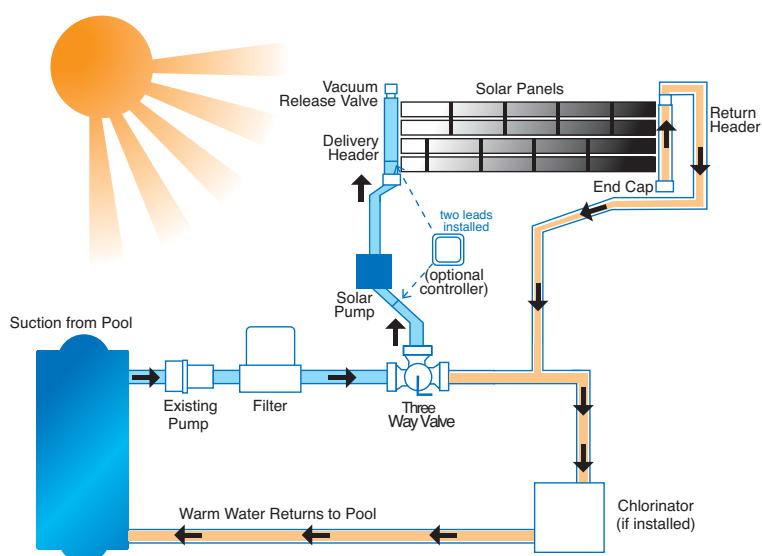 Vacuum
Release Valve
Solar Panels
Return
Header
Delivery
Header
End Cap
two leads
installed
(optional
controller)
Solar
Pump
Suction from Pool
Existing
Pump
Filter
Three
Way Valve
Warm Water Returns to Pool
Chlorinator
(if installed)